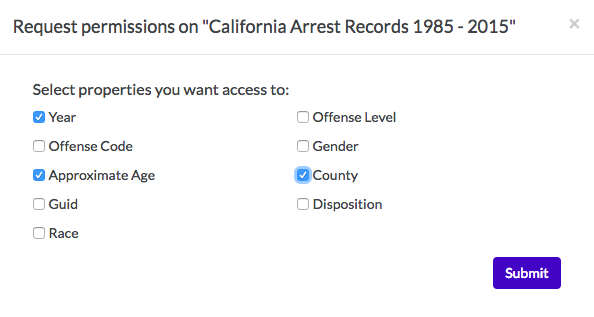 Request permissions on "California Arrest Records 1985 - 2015" ×
Select properties you want access to:
Year Offense Level
Offense Code Gender
Approximate Age County
Guid Disposition
Race
Submit